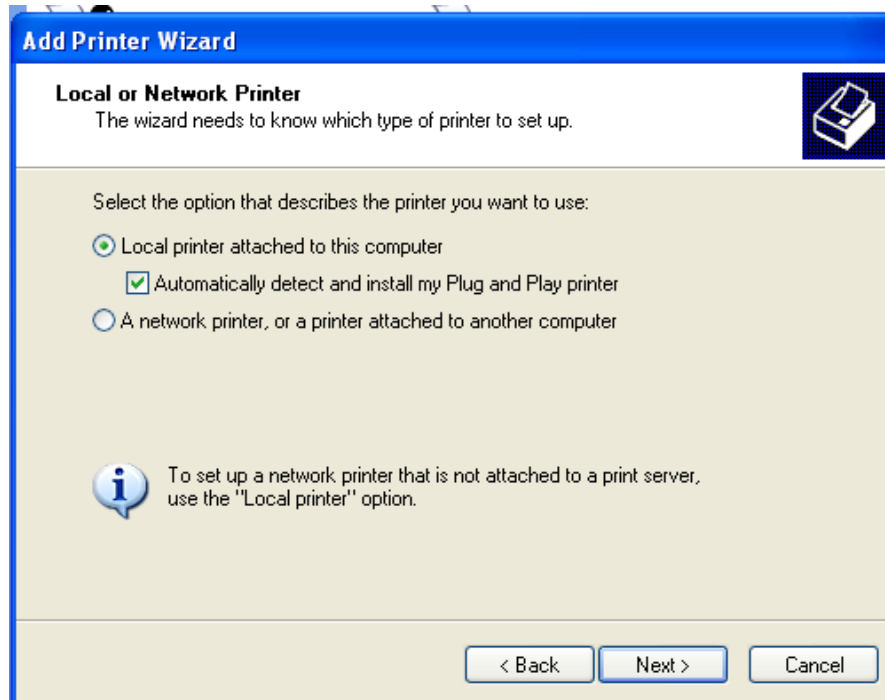 Add Printer Wizard
Local or Network Printer
The wizard needs to know which type of printer to set up.
Select the option that describes the printer you want to use:
Local printer attached to this computer
Automatically detect and install my Plug and Play printer
A network printer, or a printer attached to another computer
To set up a network printer that is not attached to a print server,
use the "Local printer" option.
< Back Next > Cancel